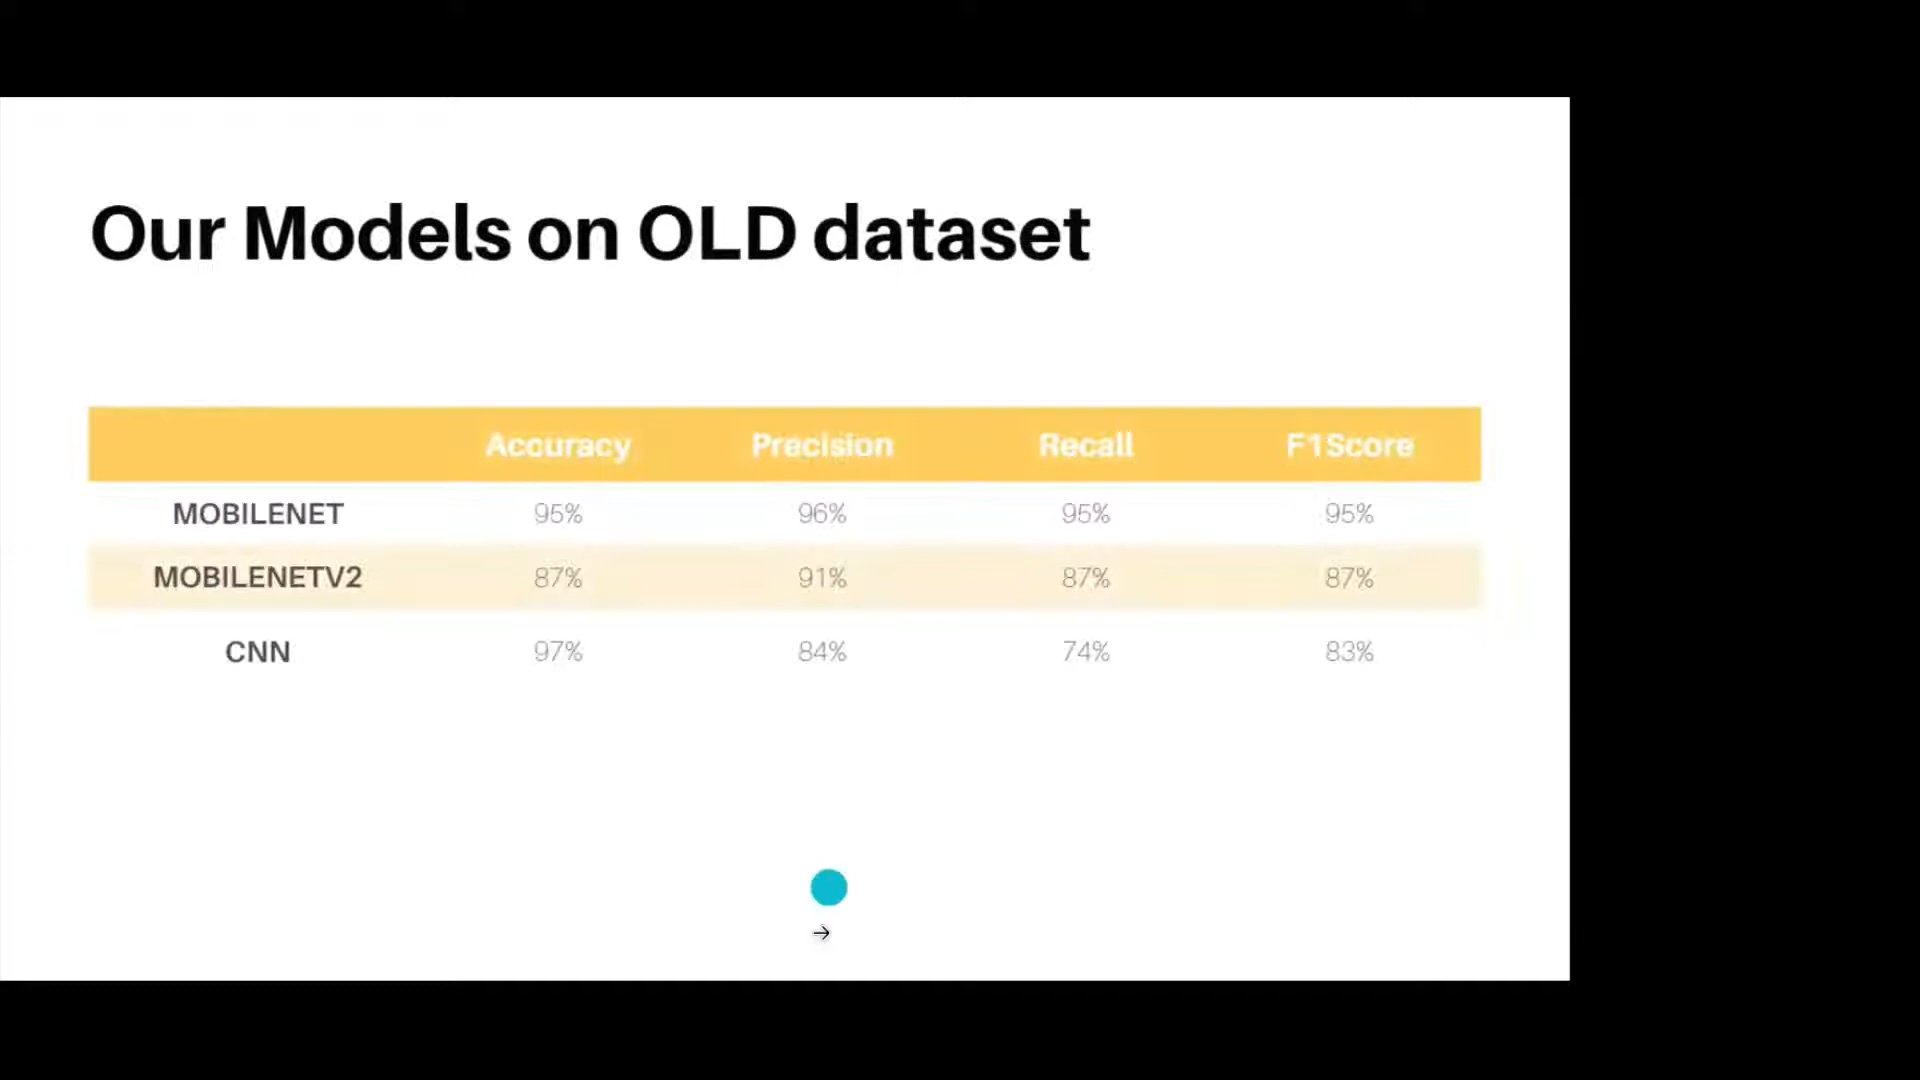 Our Models on OLD dataset
Accuracy Precision Recall F1Score
MOBILENET 95% 96% 95% 95%
MOBILENETV2 87% 91% 87% 87%
CNN 97% 84% 74% 83%
→